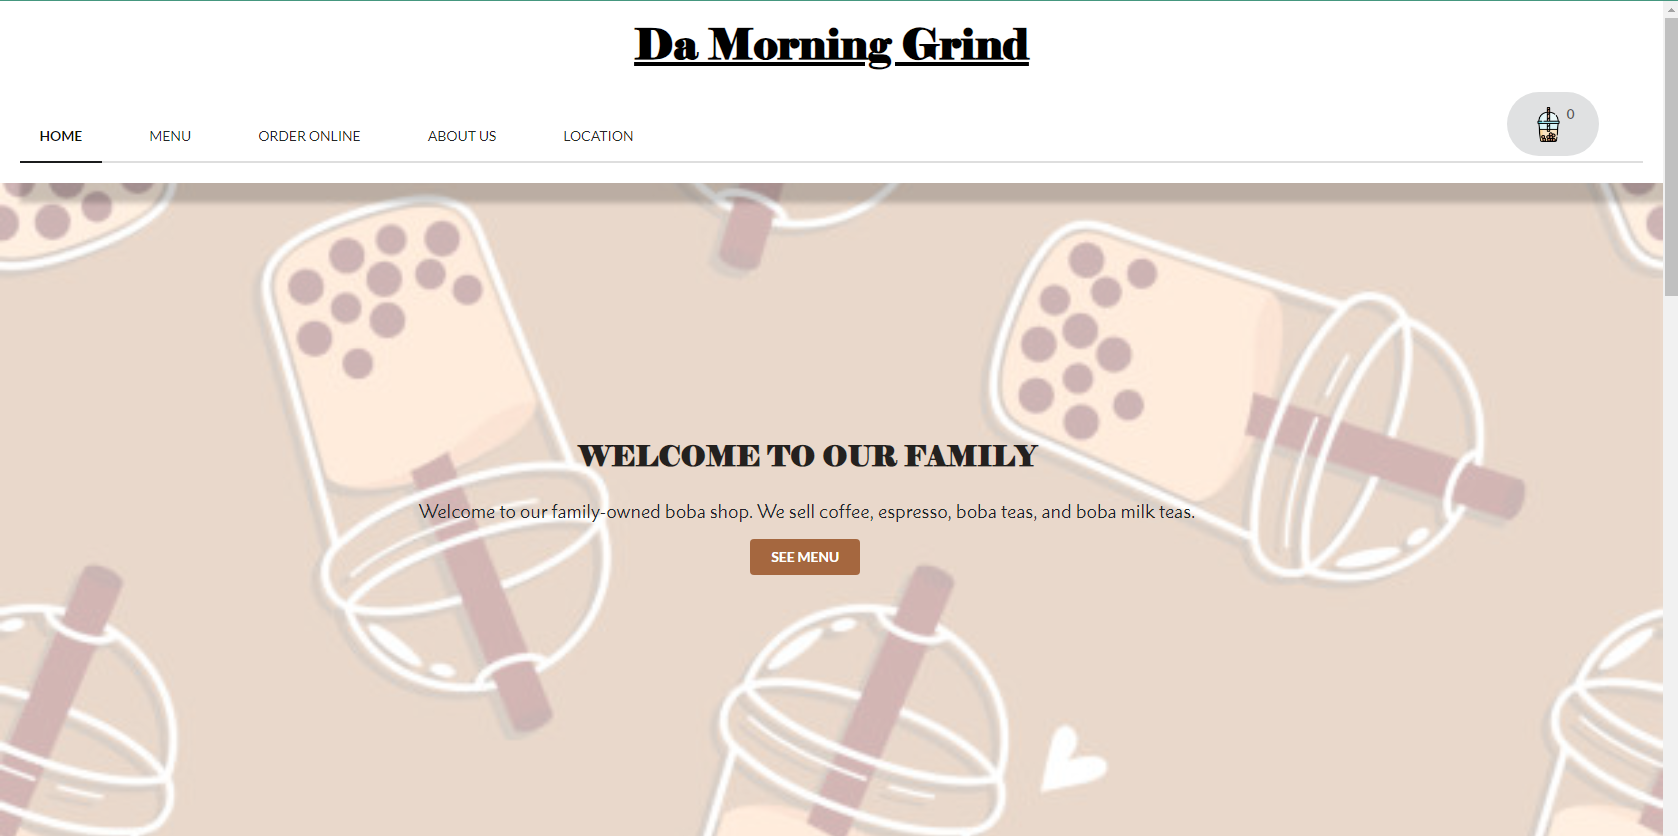 Da Morning Grind
0
HOME MENU ORDER ONLINE ABOUT US LOCATION
WELCOME TO OUR FAMILY
Welcome to our family-owned boba shop. We sell coffee, espresso, boba teas, and boba milk teas.
SEE MENU